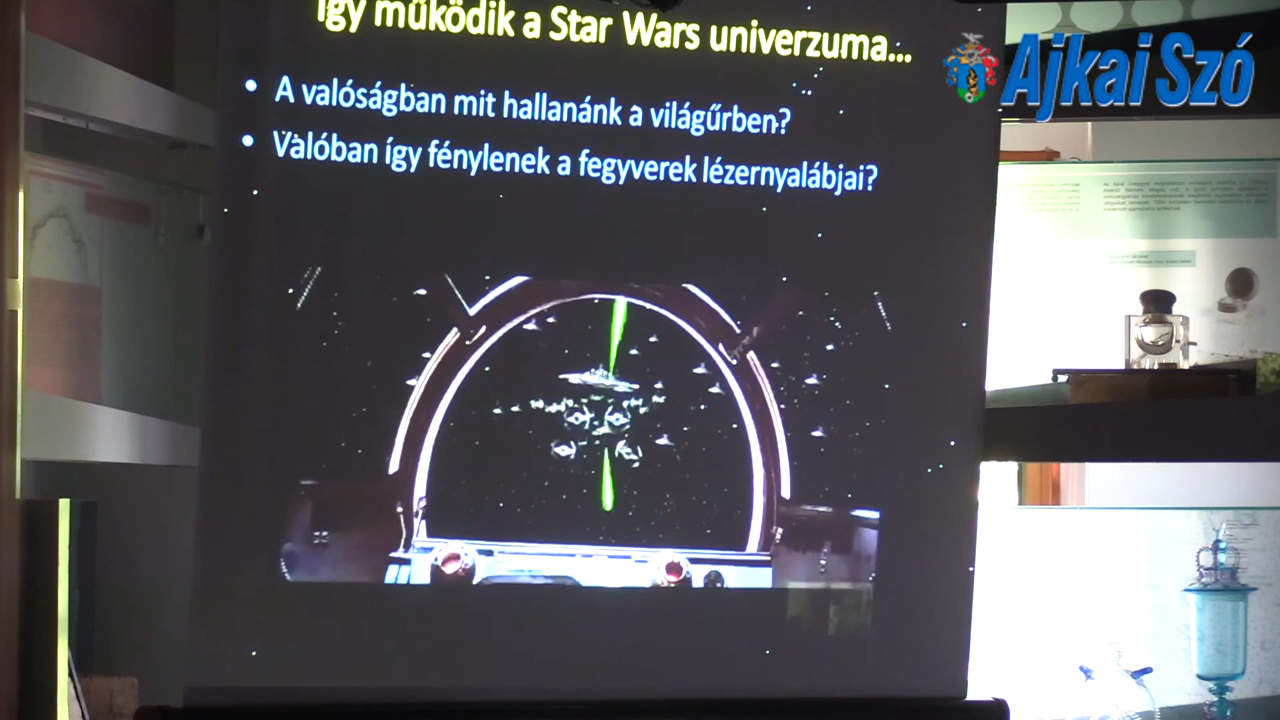 Így működik a Star Wars univerzuma...
• A valóságban mit hallanánk a világűrben?
• Valóban így fénylenek a fegyverek lézernyalábjai?
Ajkai Szó